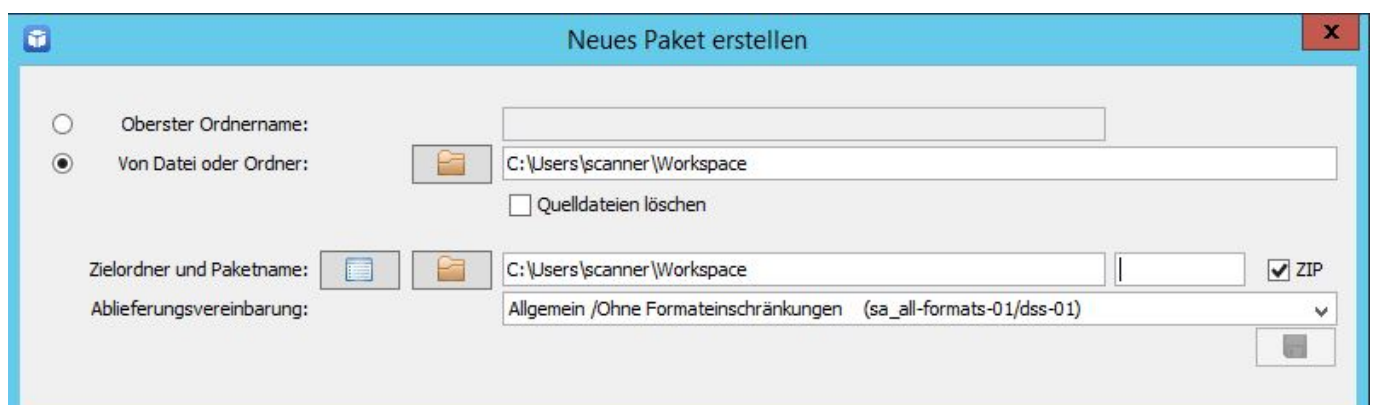 Neues Paket erstellen
x
Oberster Ordnername:
Von Datei oder Ordner: C:\Users\scanner\Workspace
Quelldateien löschen
Zielordner und Paketname: C:\Users\scanner\Workspace ZIP
Ablieferungsvereinbarung: Allgemein /Ohne Formateinschränkungen (sa_all-formats-01/dss-01)